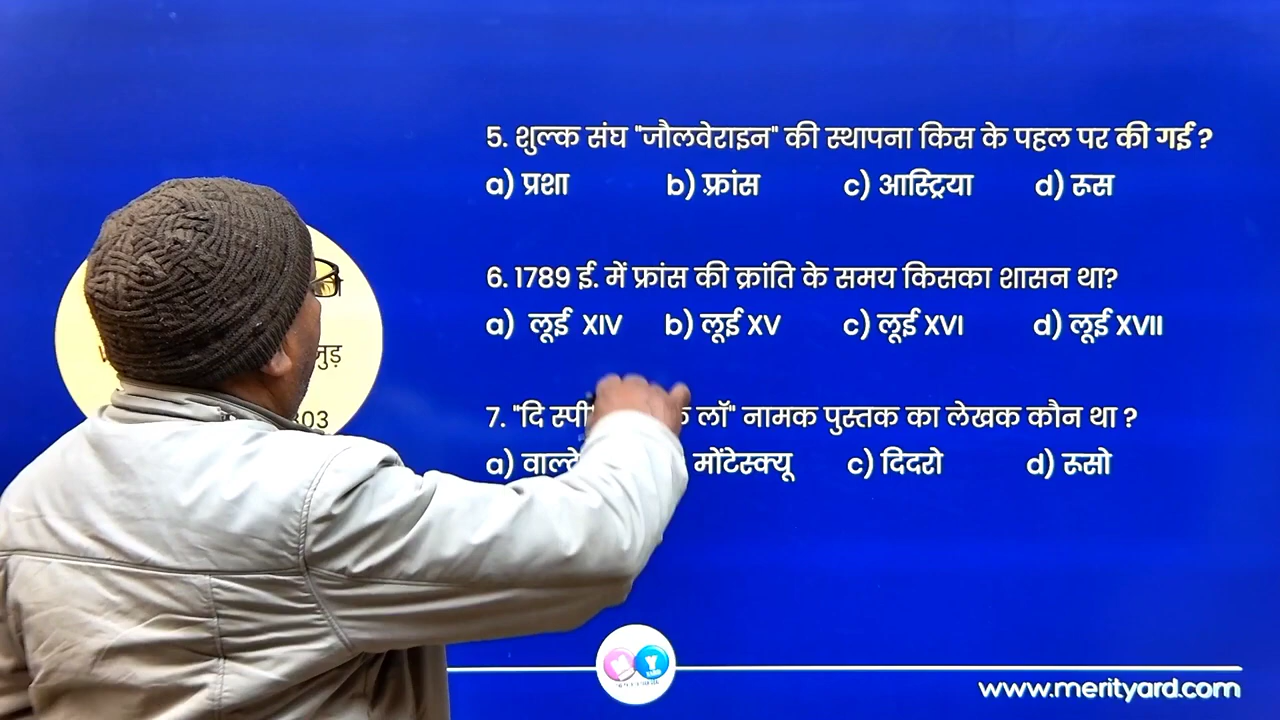 5. शुल्क संघ "जौलवेराइन" की स्थापना किस के पहल पर की गई ?
a) प्रशा b) फ़्रांस c) आस्ट्रिया d) रूस
6. 1789 ई. में फ्रांस की क्रांति के समय किसका शासन था?
a) लूई XIV b) लूई XV c) लूई XVI d) लूई XVII
7. "दि लॉ" नामक पुस्तक का लेखक कौन था ?
a) मोंटेस्क्यू c) दिदरो d) रूसो
www.merityard.com